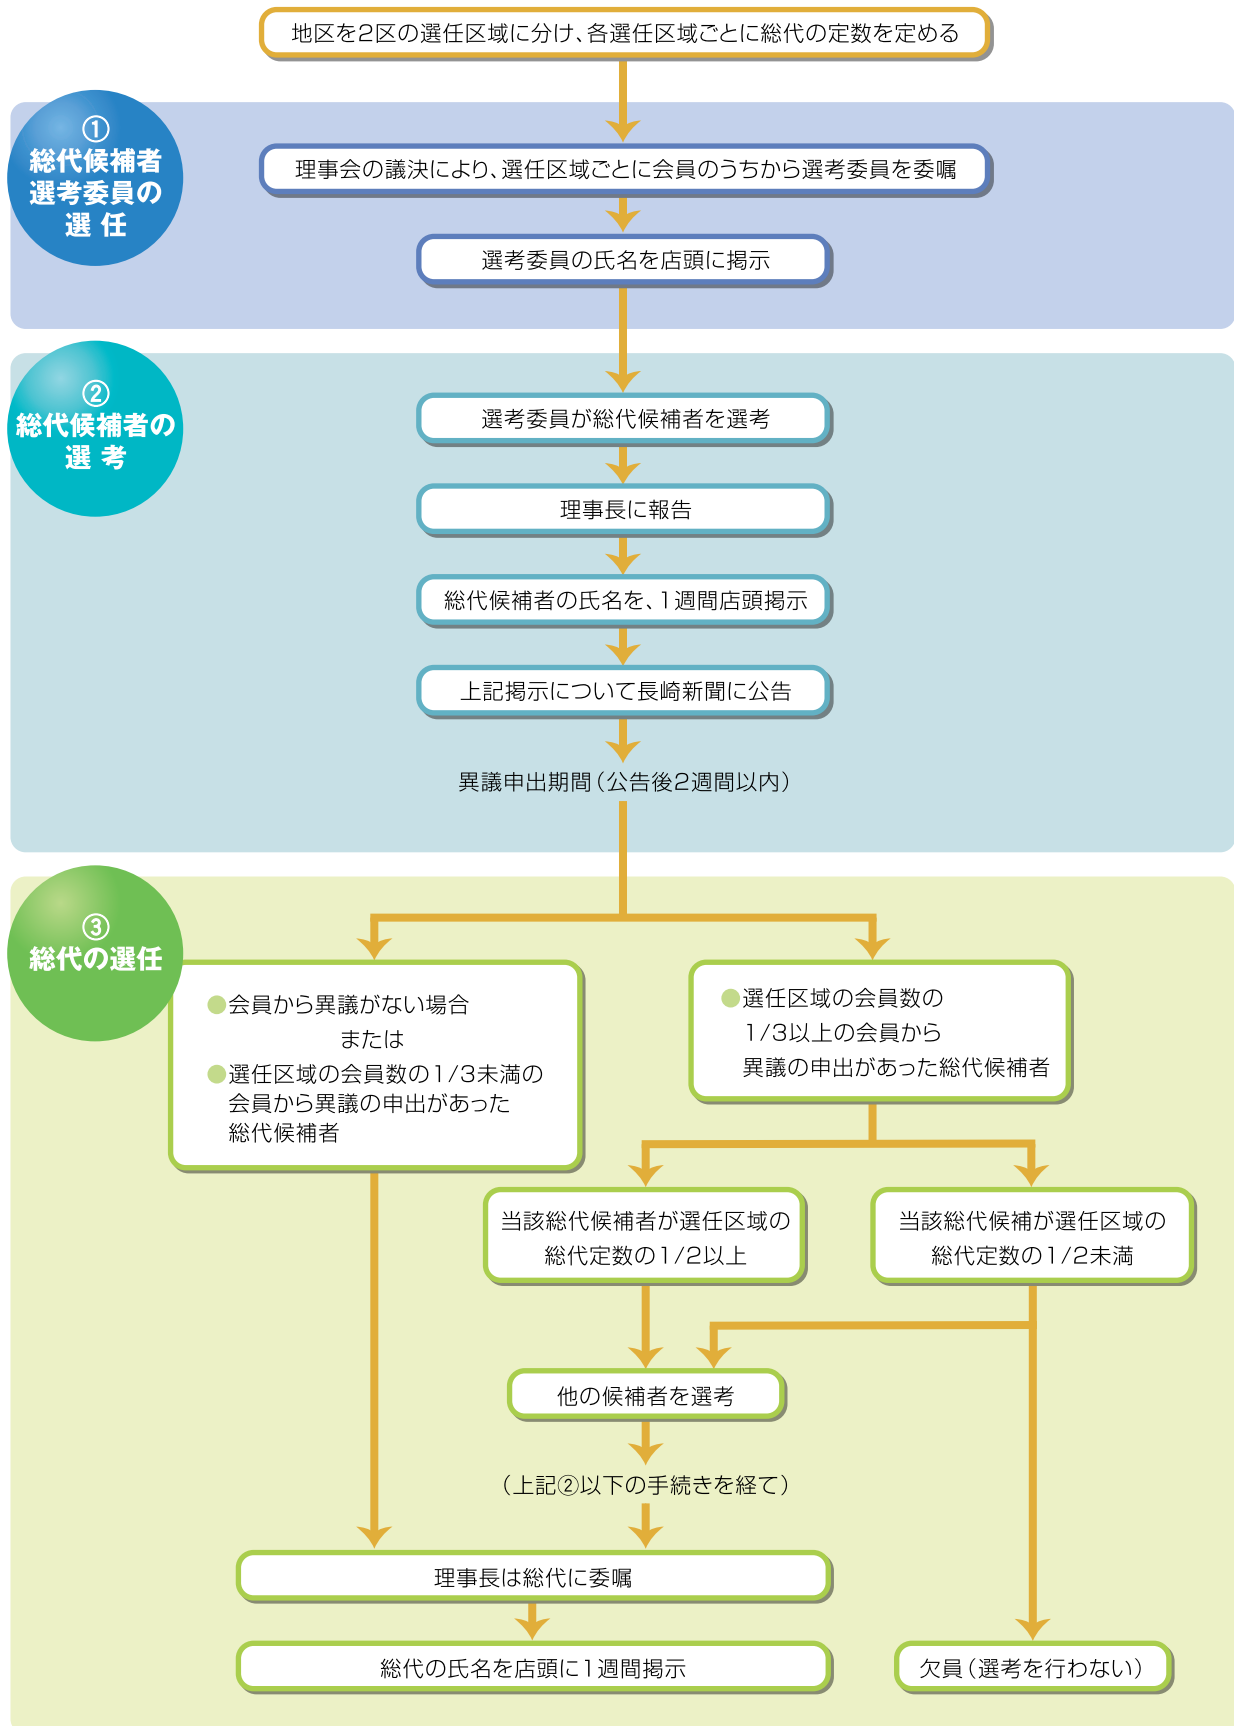 地区を2区の選任区域に分け、各選任区域ごとに総代の定数を定める
①
総代候補者
選考委員の
選 任
理事会の議決により、選任区域ごとに会員のうちから選考委員を委嘱
選考委員の氏名を店頭に掲示
②
総代候補者の
選 考
選考委員が総代候補者を選考
理事長に報告
総代候補者の氏名を、1週間店頭掲示
上記掲示について長崎新聞に公告
異議申出期間（公告後2週間以内）
③
総代の選任
●会員から異議がない場合
または
●選任区域の会員数の1/3未満の
会員から異議の申出があった
総代候補者
●選任区域の会員数の
1/3以上の会員から
異議の申出があった総代候補者
当該総代候補者が選任区域の
総代定数の1/2以上
当該総代候補が選任区域の
総代定数の1/2未満
他の候補者を選考
（上記②以下の手続きを経て）
理事長は総代に委嘱
総代の氏名を店頭に1週間掲示
欠員（選考を行わない）